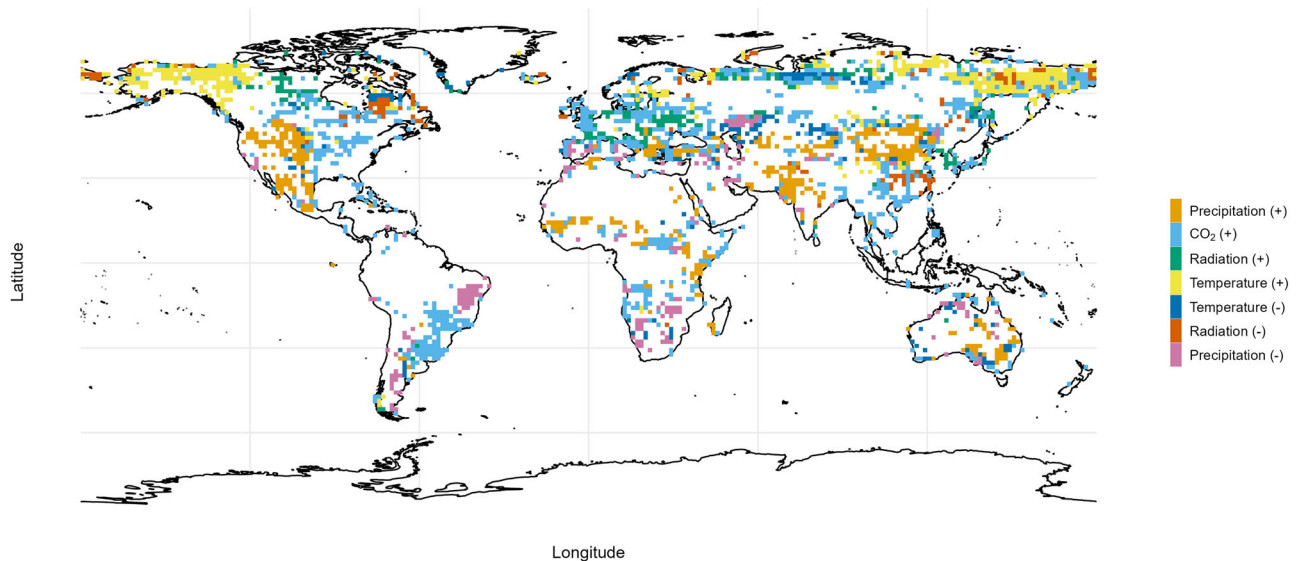 Latitude
Longitude
Precipitation (+)
CO₂ (+)
Radiation (+)
Temperature (+)
Temperature (-)
Radiation (-)
Precipitation (-)